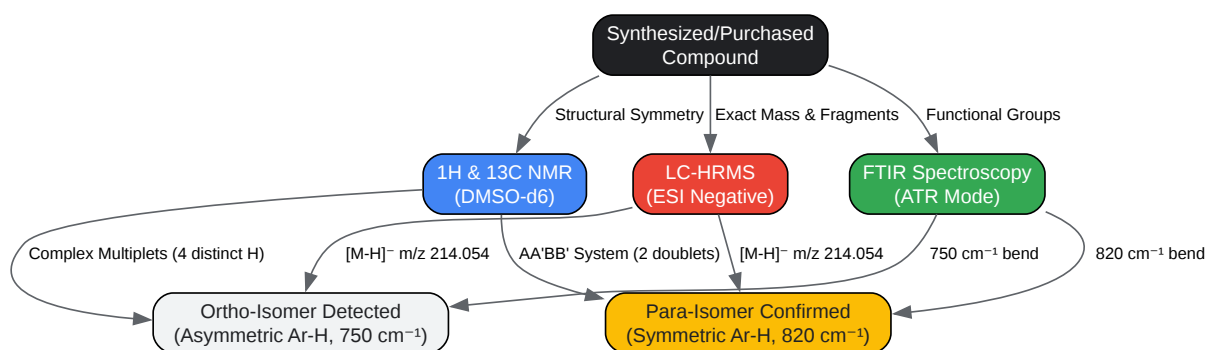 Synthesized/Purchased
Compound
Structural Symmetry
Exact Mass & Fragments
Functional Groups
1H & 13C NMR
(DMSO-d6)
LC-HRMS
(ESI Negative)
FTIR Spectroscopy
(ATR Mode)
Complex Multiplets (4 distinct H)
[M-H]⁻ m/z 214.054
AA'BB' System (2 doublets)
[M-H]⁻ m/z 214.054
750 cm⁻¹ bend
820 cm⁻¹ bend
Ortho-Isomer Detected
(Asymmetric Ar-H, 750 cm⁻¹)
Para-Isomer Confirmed
(Symmetric Ar-H, 820 cm⁻¹)